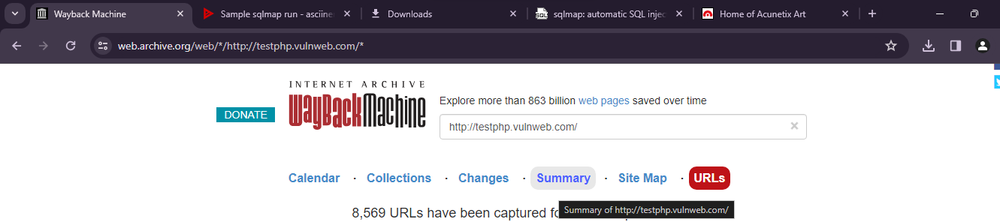 Wayback Machine
Sample sqlmap run - asciine
Downloads
SQL
sqlmap: automatic SQL injec
Home of Acunetix Art
web.archive.org/web/*/http://testphp.vulnweb.com/*
INTERNET ARCHIVE
WayBackMachine
DONATE
Explore more than 863 billion web pages saved over time
http://testphp.vulnweb.com/
Calendar · Collections · Changes · Summary · Site Map · URLs
8,569 URLs have been captured
Summary of http://testphp.vulnweb.com/